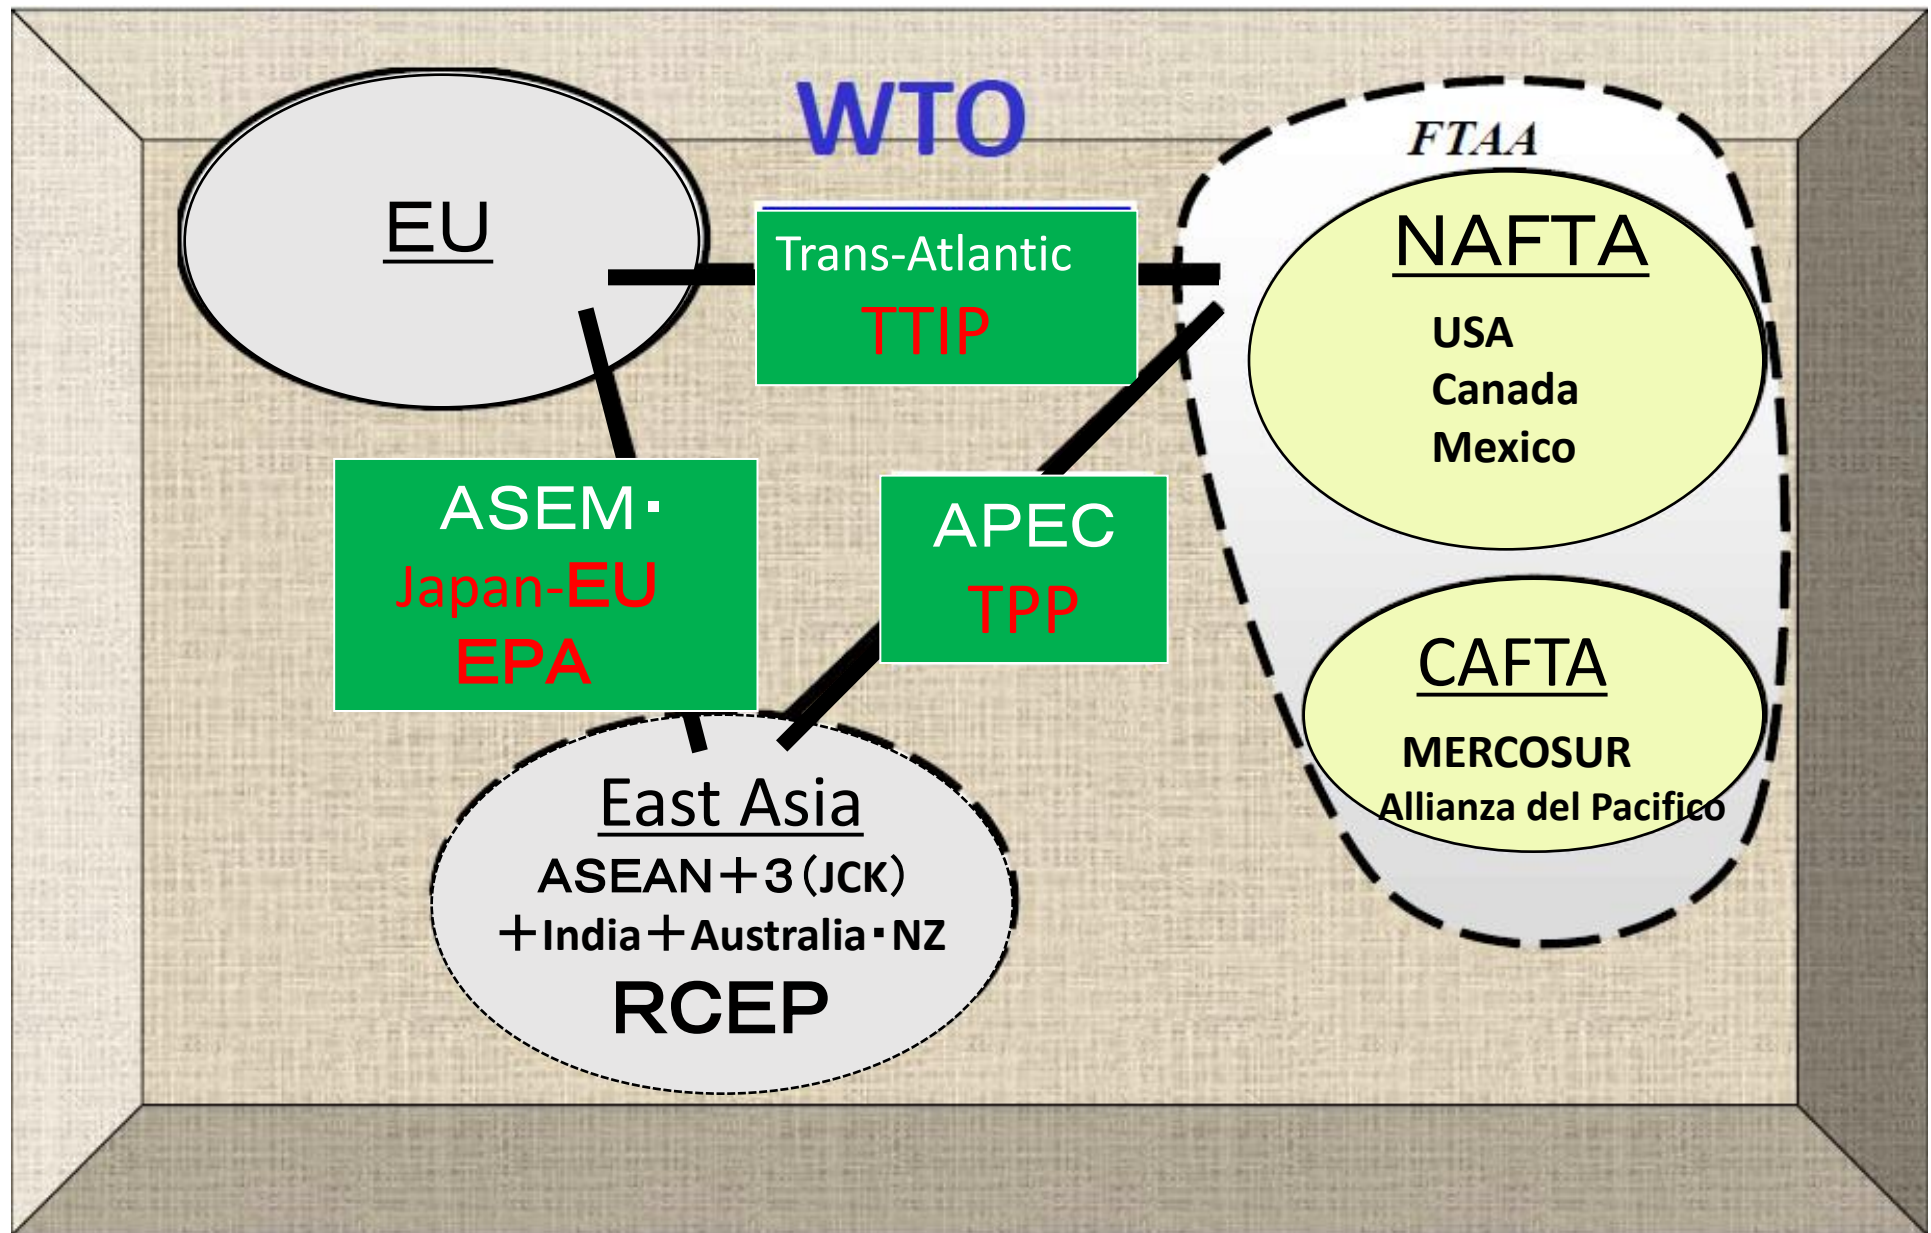 WTO
EU
Trans-Atlantic
TTIP
FTAA
NAFTA
USA
Canada
Mexico
ASEM・
Japan-EU
EPA
APEC
TPP
CAFTA
MERCOSUR
Allianza del Pacifico
East Asia
ASEAN＋3（JCK）
＋India＋Australia・NZ
RCEP